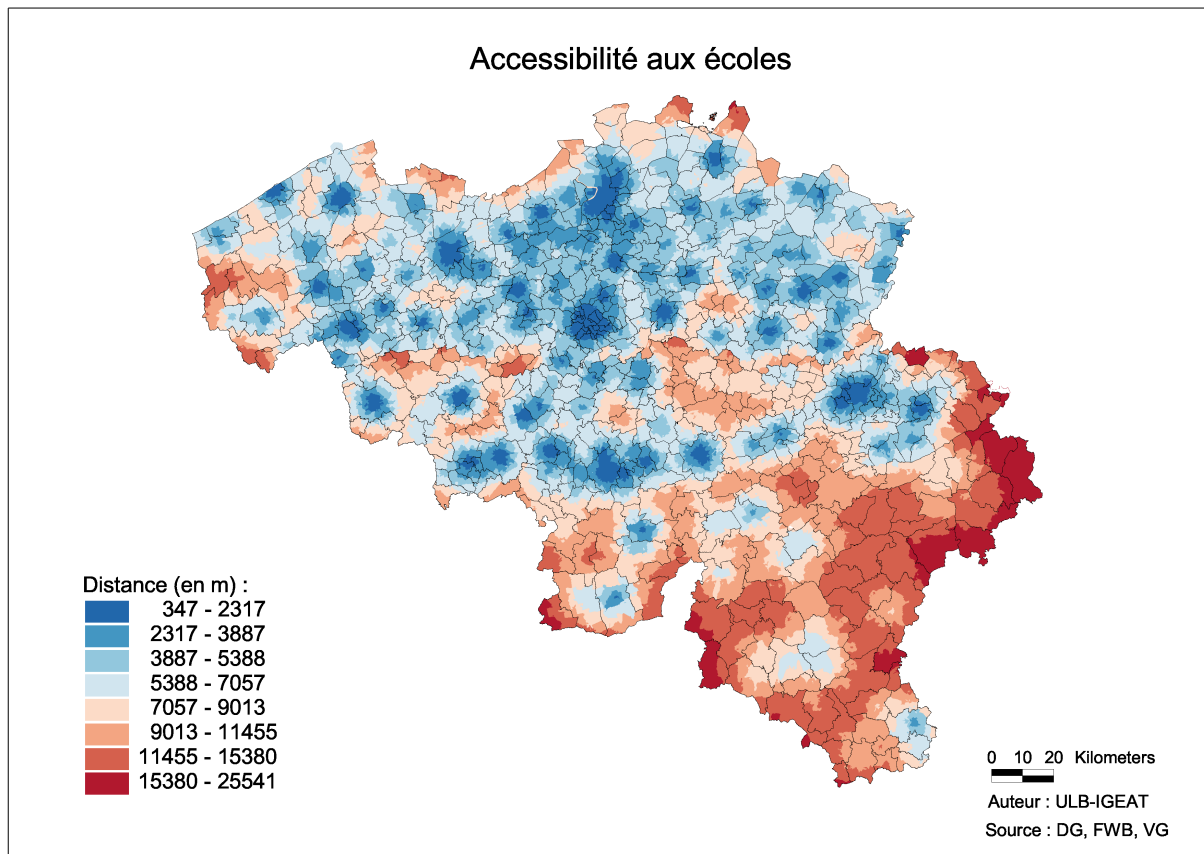 Accessibilité aux écoles
Distance (en m) :
347 - 2317
2317 - 3887
3887 - 5388
5388 - 7057
7057 - 9013
9013 - 11455
11455 - 15380
15380 - 25541
0 10 20 Kilometers
Auteur : ULB-IGEAT
Source : DG, FWB, VG